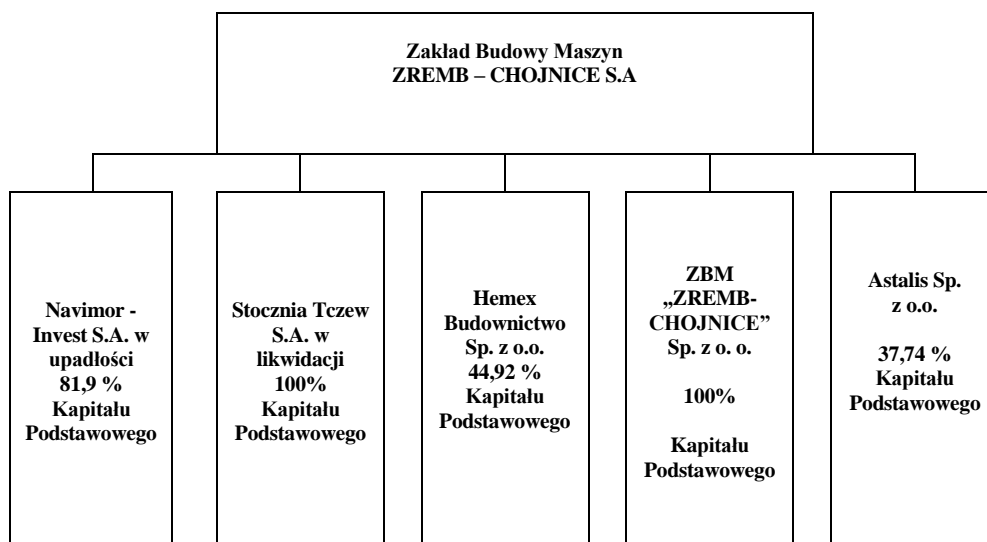 Zakład Budowy Maszyn
ZREMB – CHOJNICE S.A
Navimor -
Invest S.A. w
upadłości
81,9 %
Kapitału
Podstawowego
Stocznia Tczew
S.A. w
likwidacji
100%
Kapitału
Podstawowego
Hemex
Budownictwo
Sp. z o.o.
44,92 %
Kapitału
Podstawowego
ZBM
„ZREMB-
CHOJNICE”
Sp. z o. o.
100%
Kapitału
Podstawowego
Astalis Sp.
z o.o.
37,74 %
Kapitału
Podstawowego